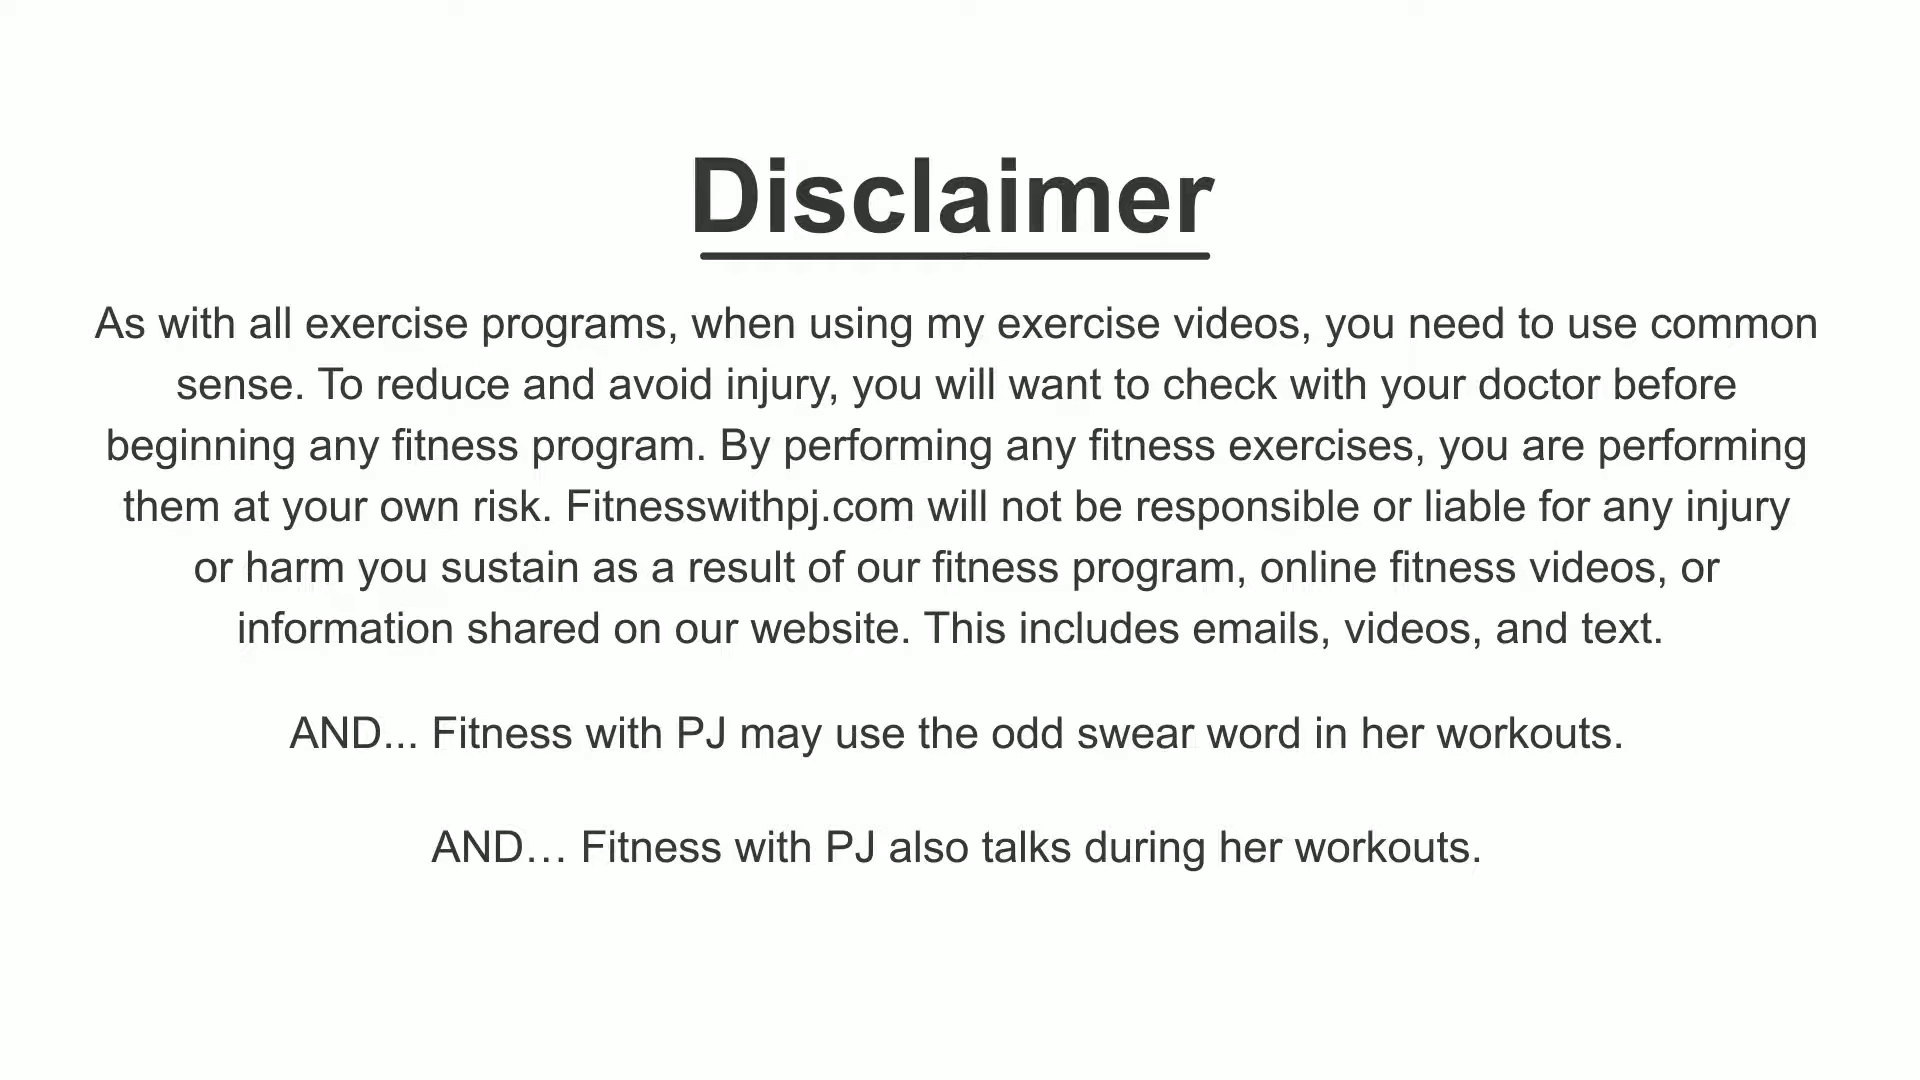 Disclaimer
As with all exercise programs, when using my exercise videos, you need to use common
sense. To reduce and avoid injury, you will want to check with your doctor before
beginning any fitness program. By performing any fitness exercises, you are performing
them at your own risk. Fitnesswithpj.com will not be responsible or liable for any injury
or harm you sustain as a result of our fitness program, online fitness videos, or
information shared on our website. This includes emails, videos, and text.
AND... Fitness with PJ may use the odd swear word in her workouts.
AND… Fitness with PJ also talks during her workouts.